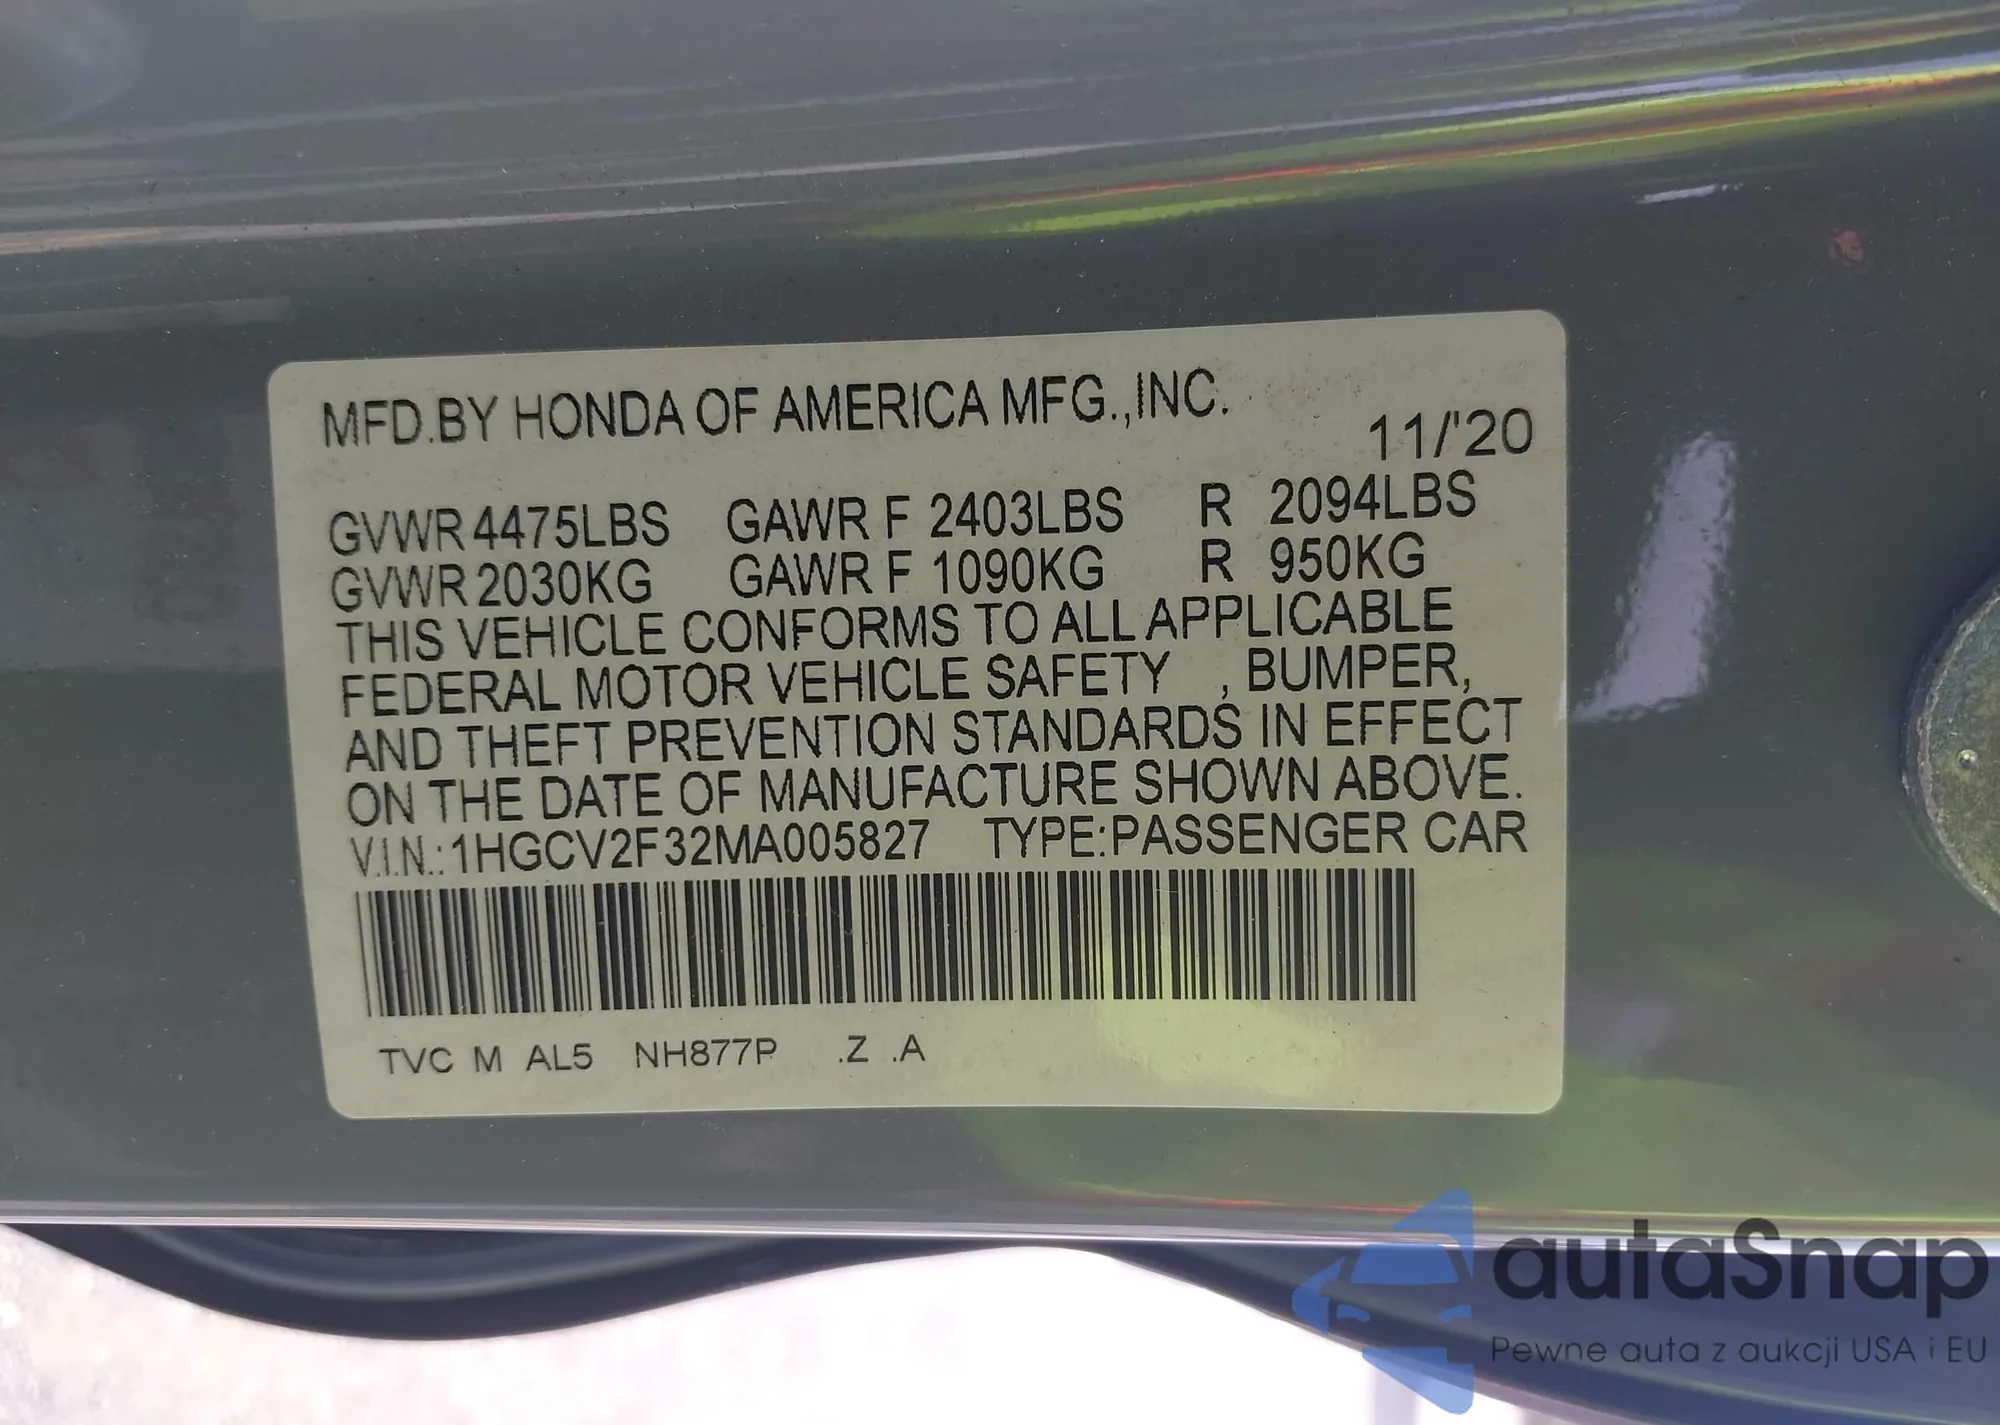 MFD.BY HONDA OF AMERICA MFG.,INC.
11/'20
GVWR 4475LBS GAWR F 2403LBS R 2094LBS
GVWR 2030KG GAWR F 1090KG R 950KG
THIS VEHICLE CONFORMS TO ALL APPLICABLE
FEDERAL MOTOR VEHICLE SAFETY , BUMPER,
AND THEFT PREVENTION STANDARDS IN EFFECT
ON THE DATE OF MANUFACTURE SHOWN ABOVE.
V.I.N.:1HGCV2F32MA005827 TYPE:PASSENGER CAR
TVC M AL5 NH877P .Z .A
autaSnap
Pewne auta z aukcji USA i EU